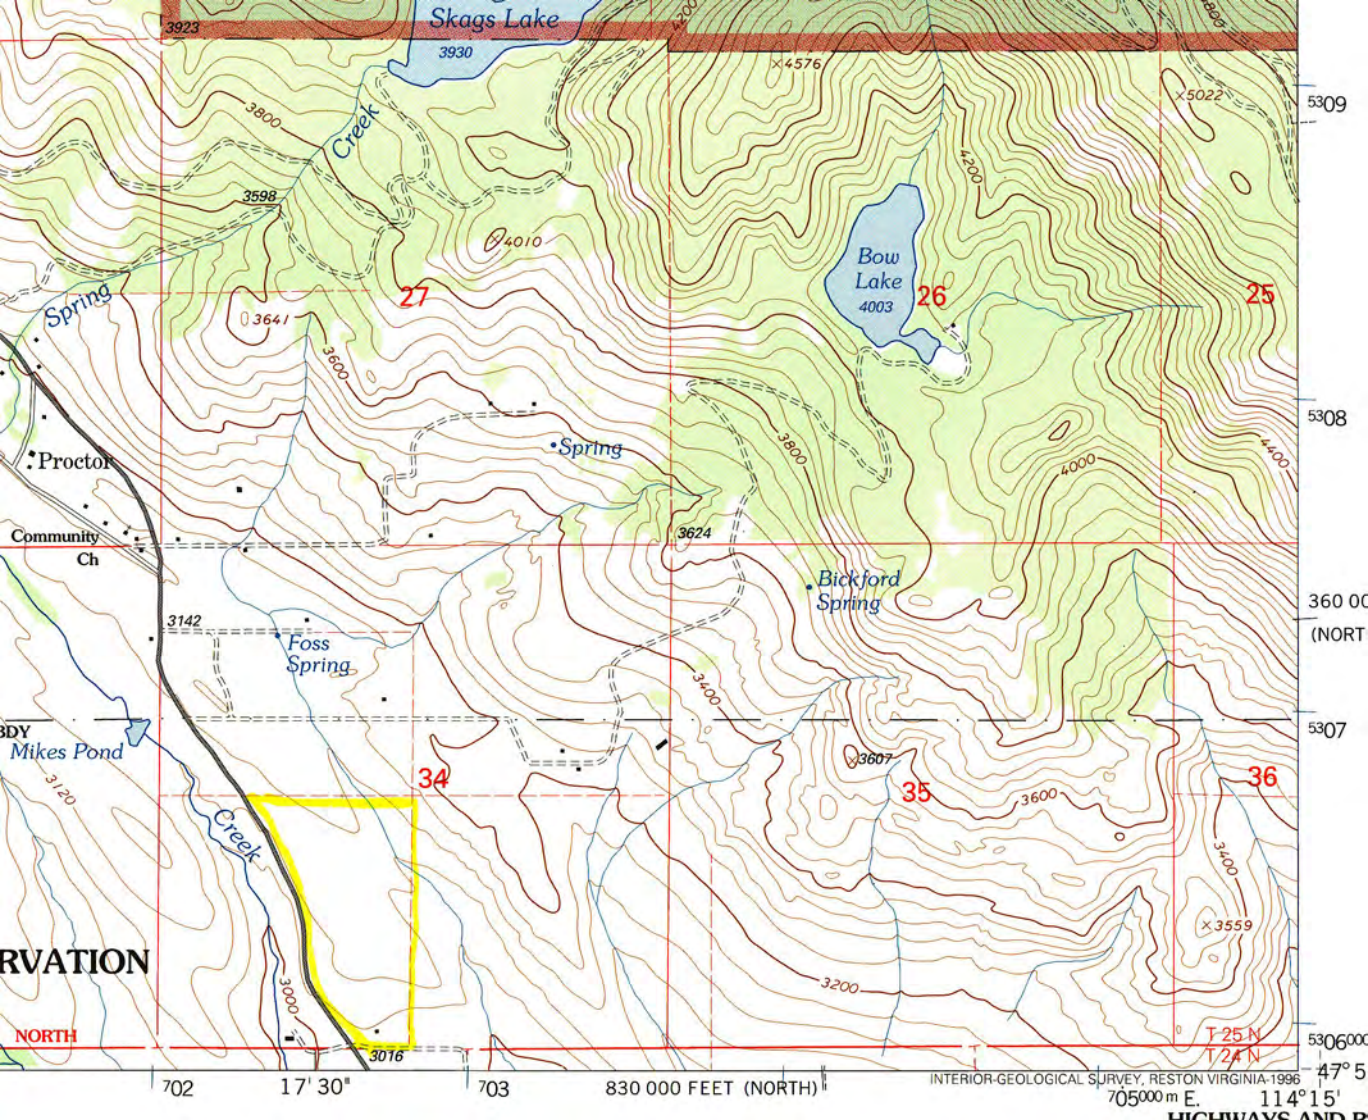 Skags Lake
3930
3923
4200
4576
5022
5309
3800
Creek
4200
3598
4010
Bow
Lake
4003
27
26
25
Spring
3641
3600
5308
3800
Spring
4000
4400
Proctor
Community
Ch
3624
Bickford
Spring
360 00
(NORT
3142
Foss
Spring
3400
BDY
Mikes Pond
5307
3120
34
3607
35
36
3600
Creek
3400
3559
RVATION
3000
3200
NORTH
3016
T 25 N
T 24 N
5306000
47° 5
702
17' 30"
703
830 000 FEET (NORTH)
INTERIOR-GEOLOGICAL SURVEY, RESTON VIRGINIA-1996
705000 m E.
114° 15'